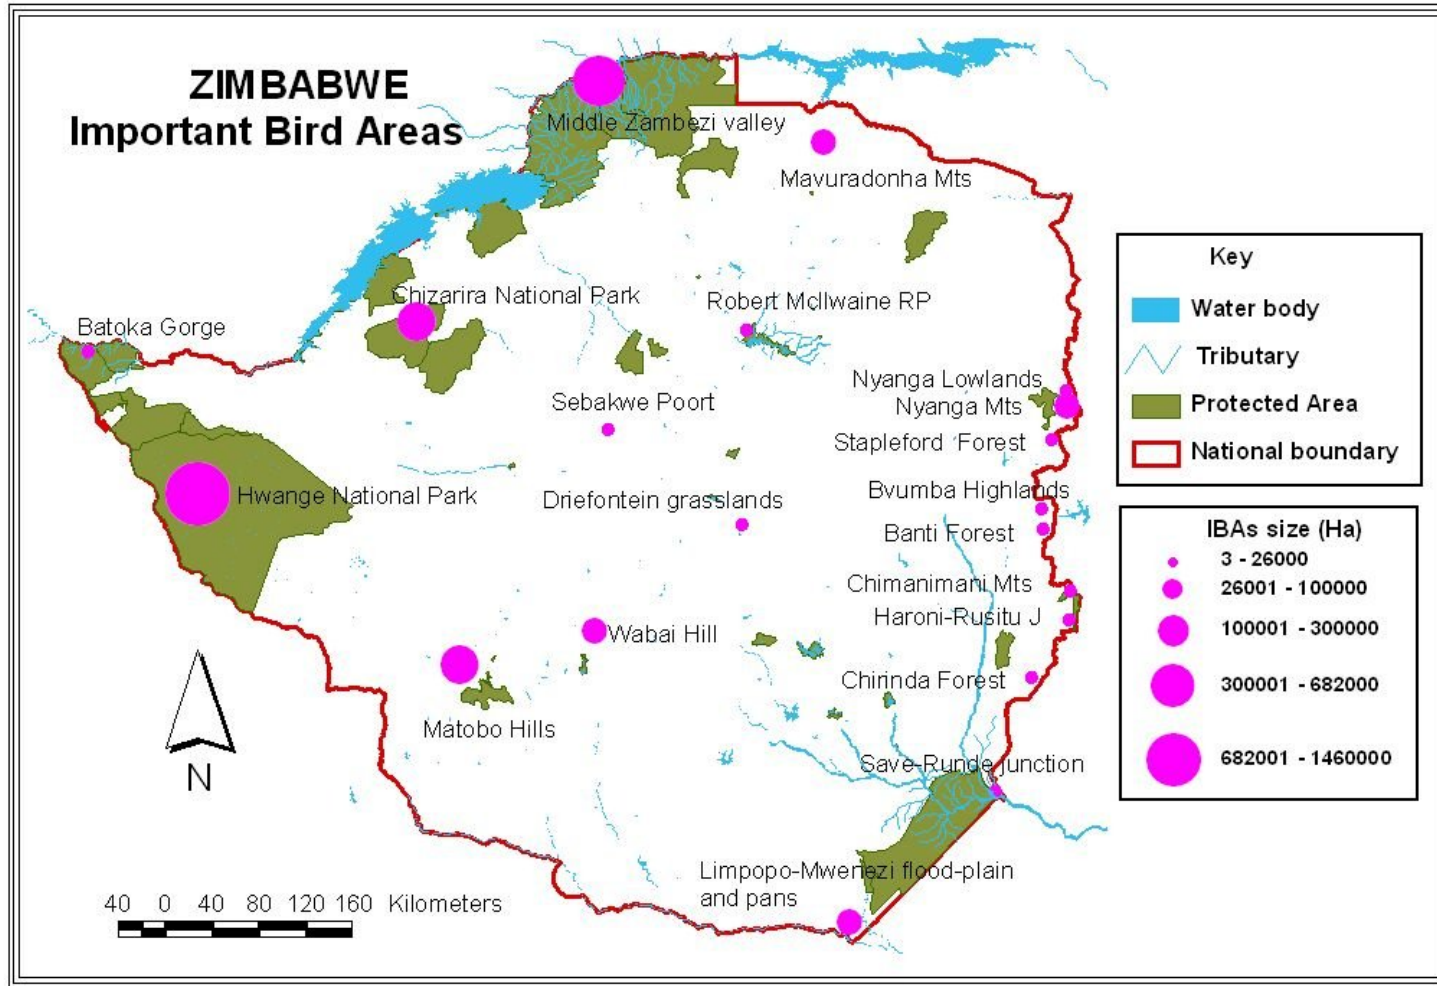 ZIMBABWE
Important Bird Areas
Middle Zambezi valley
Mavuradonha Mts
Chizarira National Park
Robert McIlwaine RP
Batoka Gorge
Nyanga Lowlands
Nyanga Mts
Sebakwe Poort
Stapleford Forest
Hwange National Park
Driefontein grasslands
Bvumba Highlands
Banti Forest
Chimanimani Mts
Haroni-Rusitu J
Wabai Hill
Chirinda Forest
Matobo Hills
Save-Runde junction
Limpopo-Mwenezi flood-plain
and pans
N
40 0 40 80 120 160 Kilometers
Key
Water body
Tributary
Protected Area
National boundary
IBAs size (Ha)
3 - 26000
26001 - 100000
100001 - 300000
300001 - 682000
682001 - 1460000